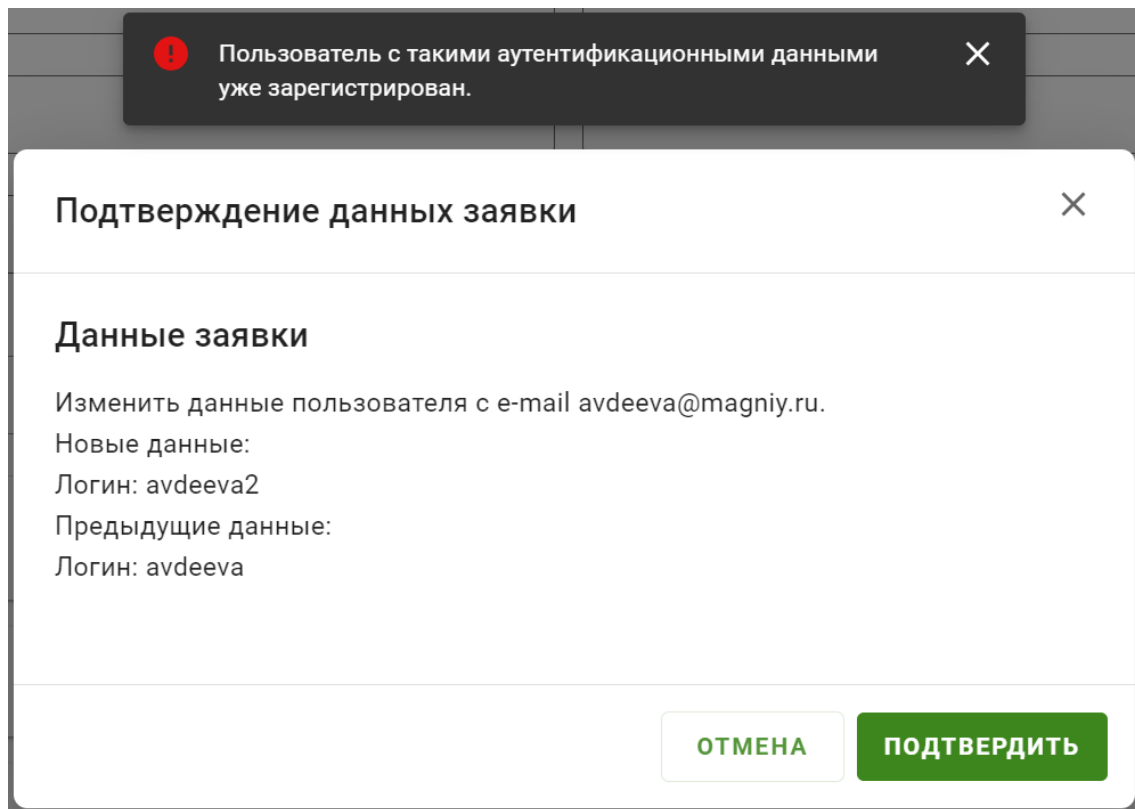 Пользователь с такими аутентификационными данными
уже зарегистрирован.
Подтверждение данных заявки
Данные заявки
Изменить данные пользователя с e-mail avdeeva@magniy.ru.
Новые данные:
Логин: avdeeva2
Предыдущие данные:
Логин: avdeeva
ОТМЕНА
ПОДТВЕРДИТЬ